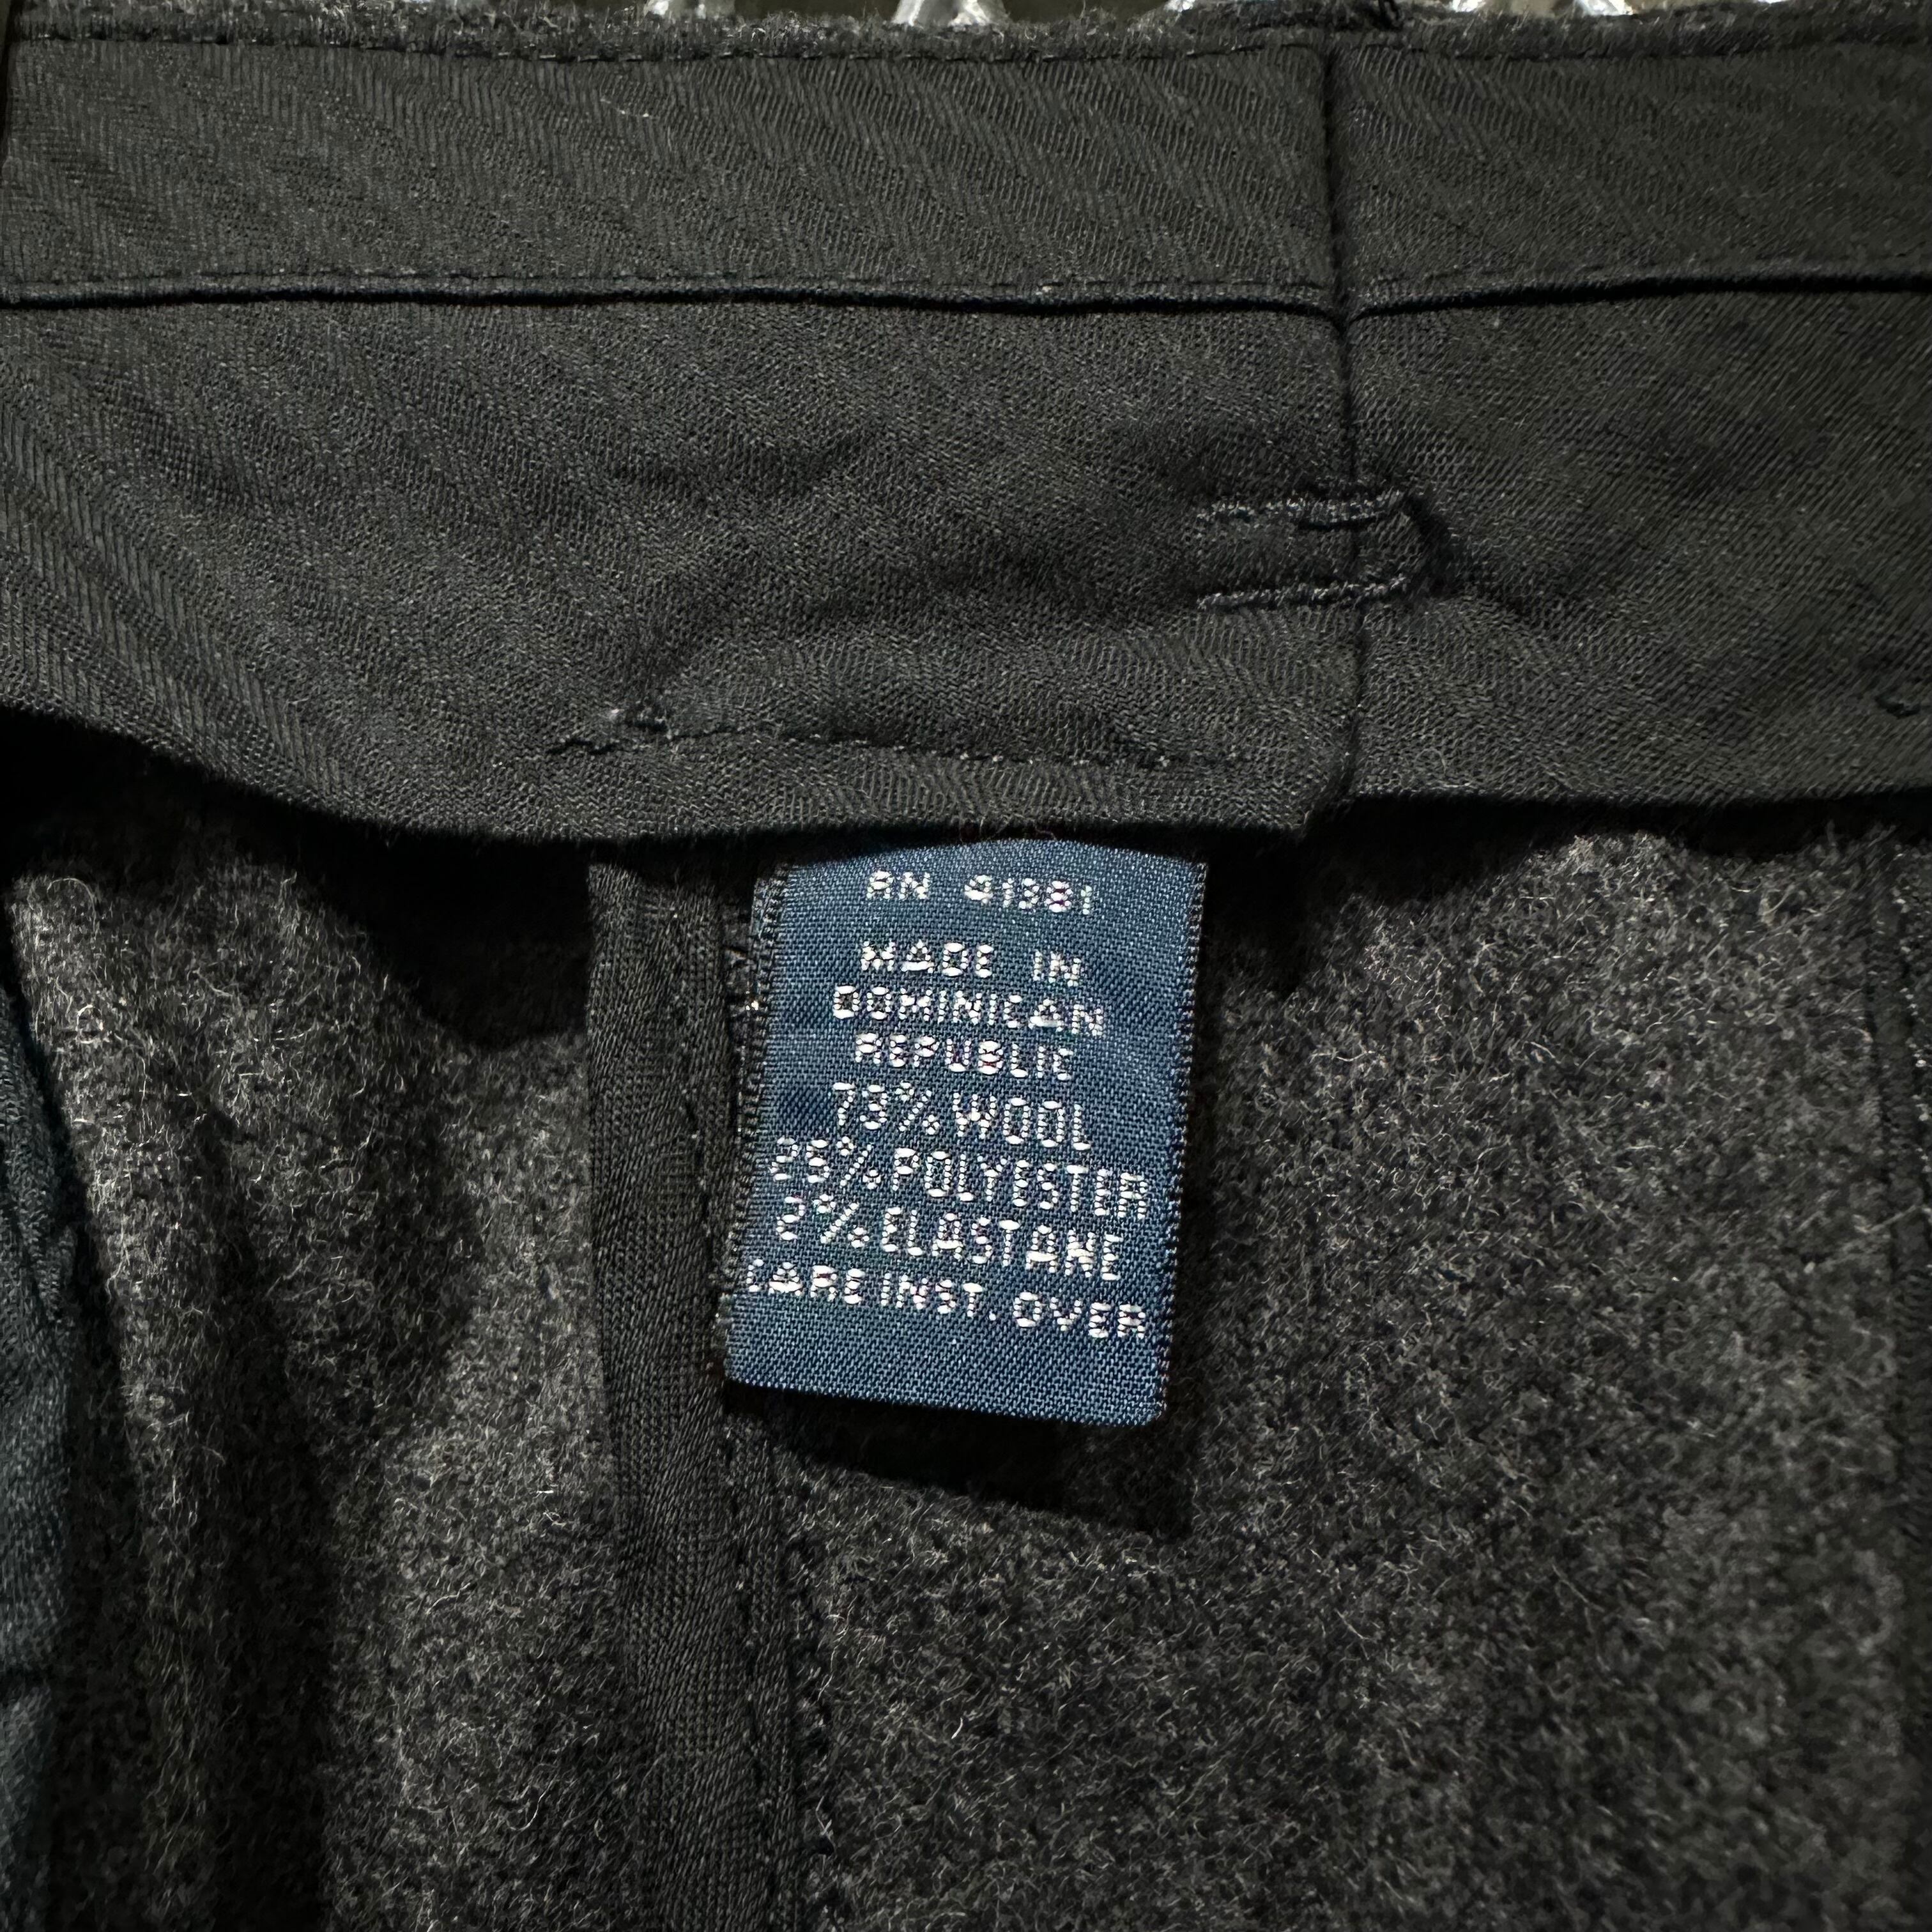 RN 41381
MADE IN
DOMINICAN
REPUBLIC
73% WOOL
25% POLYESTER
2% ELASTANE
CARE INST. OVER